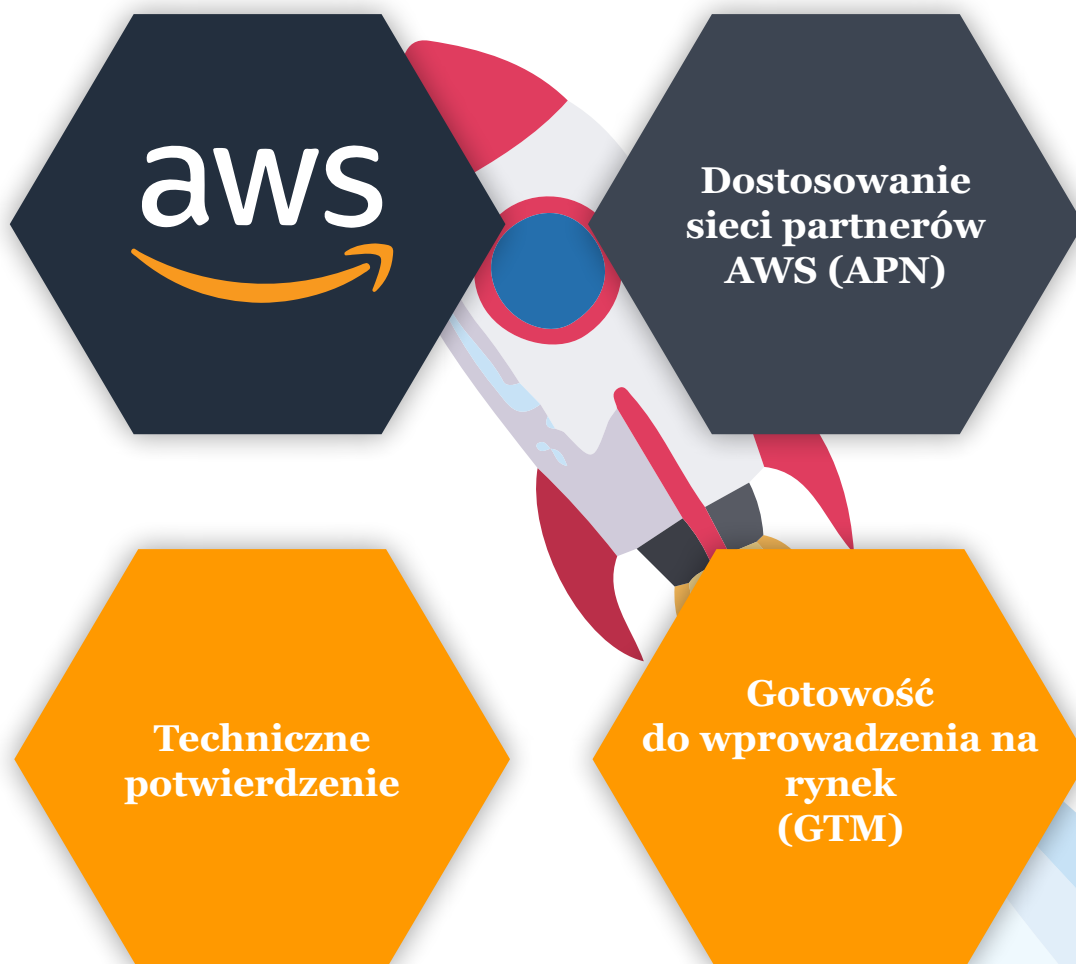 aws
Dostosowanie
sieci partnerów
AWS (APN)
Techniczne
potwierdzenie
Gotowość
do wprowadzenia na
rynek
(GTM)